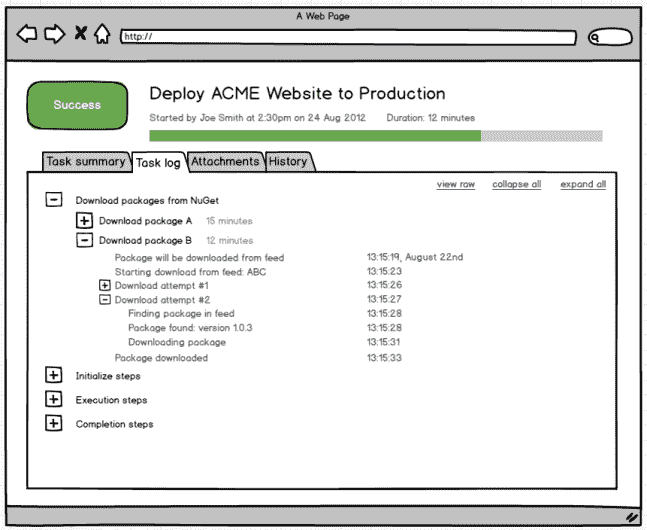 A Web Page
http://
Success
Deploy ACME Website to Production
Started by Joe Smith at 2:30pm on 24 Aug 2012 Duration: 12 minutes
Task summary Task log Attachments History
view raw collapse all expand all
Download packages from NuGet
Download package A 15 minutes
Download package B 12 minutes
Package will be downloaded from feed 13:15:19, August 22nd
Starting download from feed: ABC 13:15:23
Download attempt #1 13:15:26
Download attempt #2 13:15:27
Finding package in feed 13:15:28
Package found: version 1.0.3 13:15:28
Downloading package 13:15:31
Package downloaded 13:15:33
Initialize steps
Execution steps
Completion steps